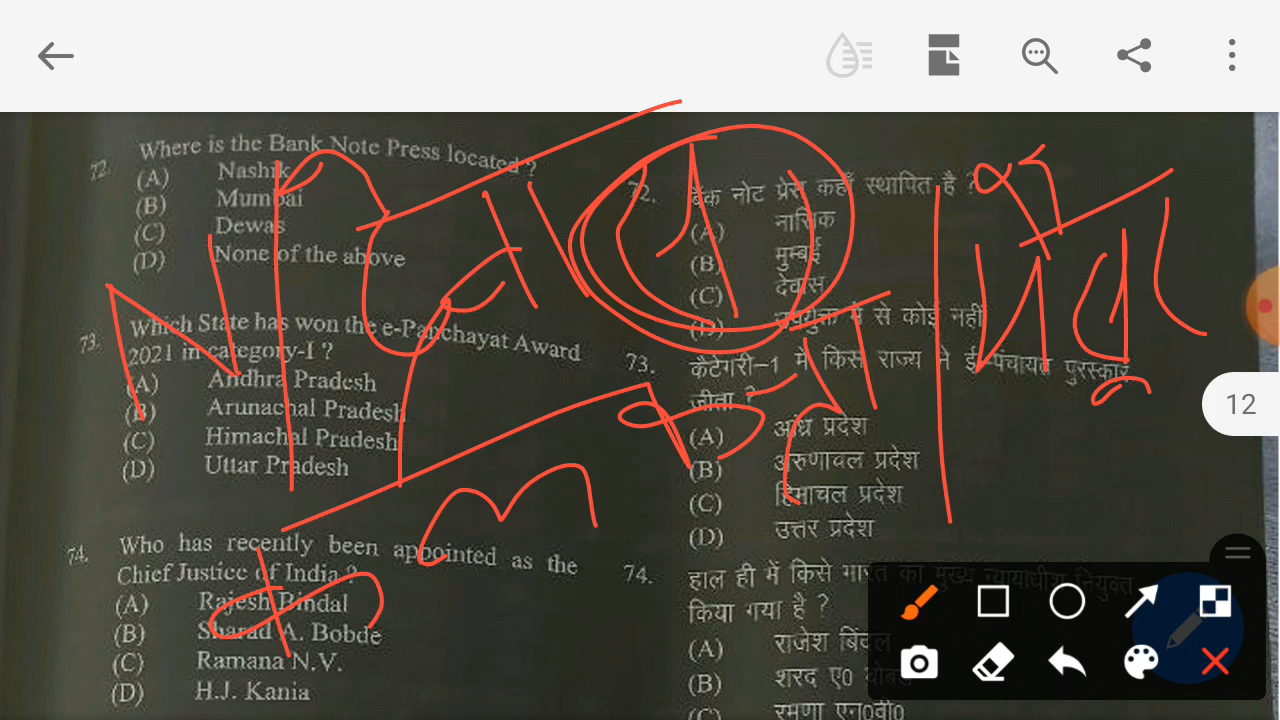 72. Where is the Bank Note Press located ?
(A) Nashik
(B) Mumbai
(C) Dewas
(D) None of the above
73. Which State has won the e-Panchayat Award
2021 in category-I ?
(A) Andhra Pradesh
(B) Arunachal Pradesh
(C) Himachal Pradesh
(D) Uttar Pradesh
74. Who has recently been appointed as the
Chief Justice of India ?
(A) Rajesh Bindal
(B) Sharad A. Bobde
(C) Ramana N.V.
(D) H.J. Kania
72. बैंक नोट प्रेस कहाँ स्थापित है ?
(A) नासिक
(B) मुम्बई
(C) देवास
(D) उपर्युक्त में से कोई नहीं
73. कैटेगरी-1 में किस राज्य ने ई-पंचायत पुरस्कार
जीता ?
(A) आंध्र प्रदेश
(B) अरुणाचल प्रदेश
(C) हिमाचल प्रदेश
(D) उत्तर प्रदेश
74. हाल ही में किसे भारत का मुख्य न्यायाधीश नियुक्त
किया गया है ?
(A) राजेश बिंदल
(B) शरद ए0 बोबडे
(C) रमणा एन0वी0
12